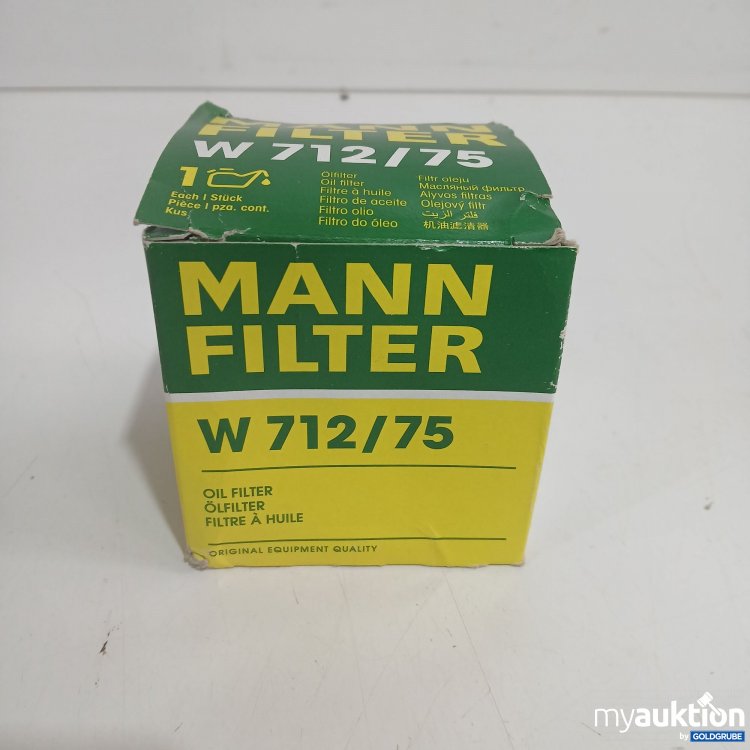 MANN
FILTER
W 712/75
1
Each | Stück
Pièce | pza. cont.
Kus
Ölfilter
Oil filter
Filtre à huile
Filtro de aceite
Filtro olio
Filtro do óleo
Filtr oleju
Масляный фильтр
Alyvos filtras
Olejový filtr
فلتر الزيت
机油滤清器
MANN
FILTER
W 712/75
OIL FILTER
ÖLFILTER
FILTRE À HUILE
ORIGINAL EQUIPMENT QUALITY
myauktion
by GOLDGRUBE